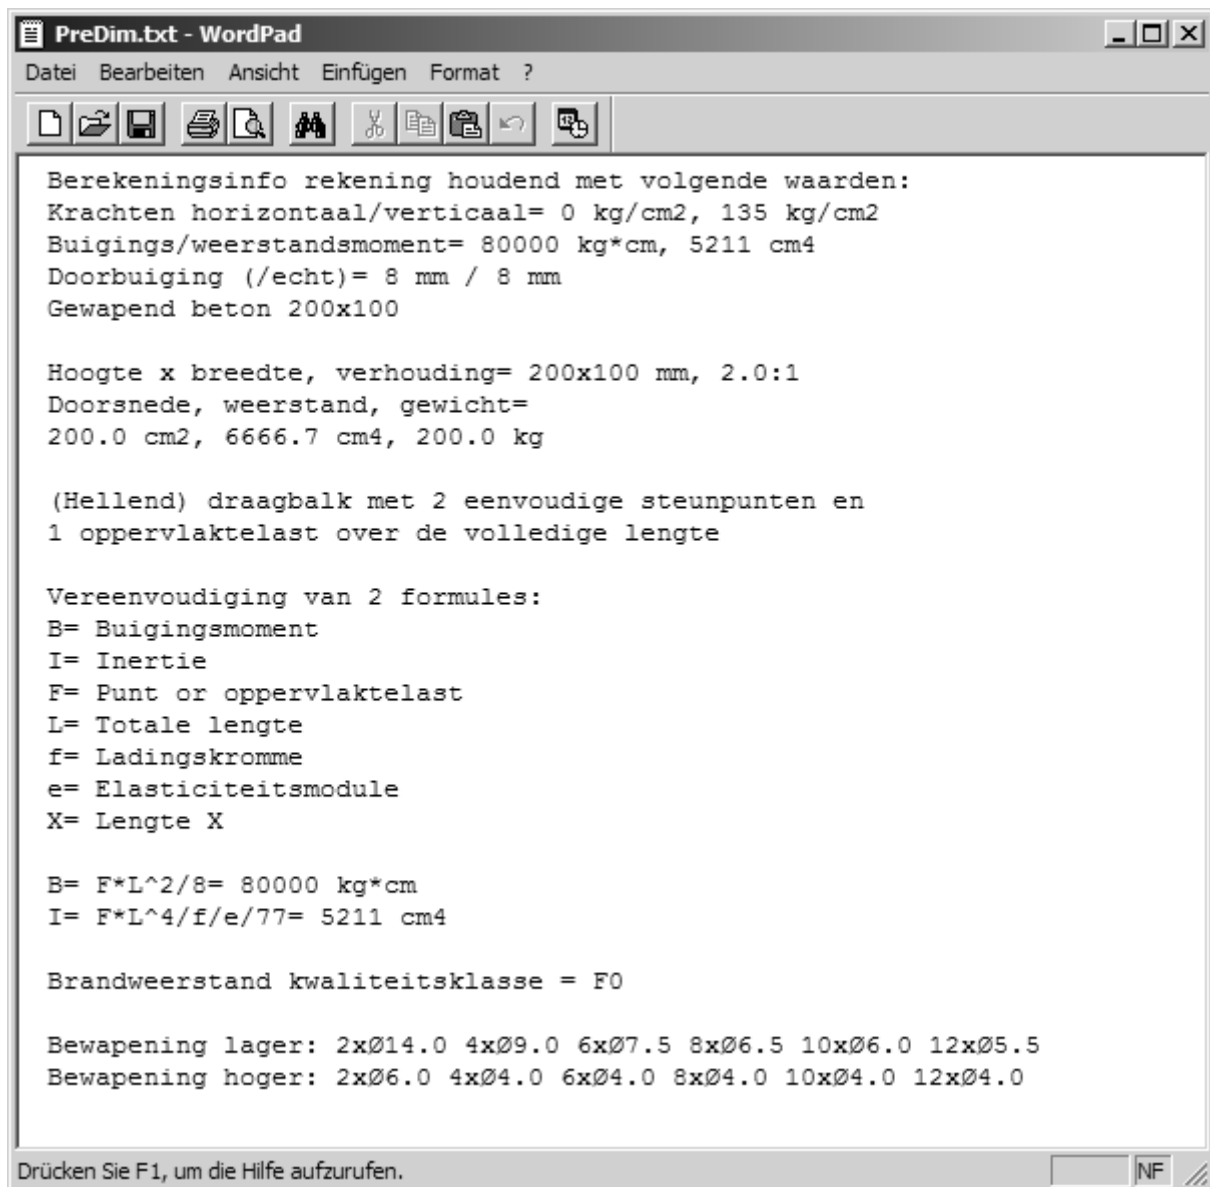 PreDim.txt - WordPad
Datei Bearbeiten Ansicht Einfügen Format ?
Berekeningsinfo rekening houdend met volgende waarden:
Krachten horizontaal/verticaal= 0 kg/cm2, 135 kg/cm2
Buigings/weerstandsmoment= 80000 kg*cm, 5211 cm4
Doorbuiging (/echt)= 8 mm / 8 mm
Gewapend beton 200x100
Hoogte x breedte, verhouding= 200x100 mm, 2.0:1
Doorsnede, weerstand, gewicht=
200.0 cm2, 6666.7 cm4, 200.0 kg
(Hellend) draagbalk met 2 eenvoudige steunpunten en
1 oppervlaktelast over de volledige lengte
Vereenvoudiging van 2 formules:
B= Buigingsmoment
I= Inertie
F= Punt or oppervlaktelast
L= Totale lengte
f= Ladingskromme
e= Elasticiteitsmodule
X= Lengte X
B= F*L^2/8= 80000 kg*cm
I= F*L^4/f/e/77= 5211 cm4
Brandweerstand kwaliteitsklasse = F0
Bewapening lager: 2xØ14.0 4xØ9.0 6xØ7.5 8xØ6.5 10xØ6.0 12xØ5.5
Bewapening hoger: 2xØ6.0 4xØ4.0 6xØ4.0 8xØ4.0 10xØ4.0 12xØ4.0
Drücken Sie F1, um die Hilfe aufzurufen.
NF